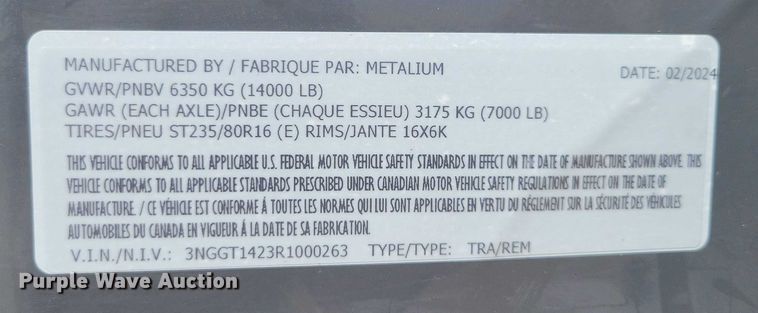 MANUFACTURED BY / FABRIQUE PAR: METALIUM DATE: 02/2024
GVWR/PNBV 6350 KG (14000 LB)
GAWR (EACH AXLE)/PNBE (CHAQUE ESSIEU) 3175 KG (7000 LB)
TIRES/PNEU ST235/80R16 (E) RIMS/JANTE 16X6K
THIS VEHICLE CONFORMS TO ALL APPLICABLE U.S. FEDERAL MOTOR VEHICLE SAFETY STANDARDS IN EFFECT ON THE DATE OF MANUFACTURE SHOWN ABOVE. THIS
VEHICLE CONFORMS TO ALL APPLICABLE STANDARDS PRESCRIBED UNDER CANADIAN MOTOR VEHICLE SAFETY REGULATIONS IN EFFECT ON THE DATE OF
MANUFACTURE. / CE VÉHICLE EST CONFORME À TOUTES LES NORMES QUI LUI SONT APPLICABLES EN VERTU DU RÉGLEMENT SUR LA SÉCURITÉ DES VÉHICULES
AUTOMOBILES DU CANADA EN VIGUEUR À LA DATE DE SA FABRICATION.
V.I.N./N.I.V.: 3NGGT1423R1000263 TYPE/TYPE: TRA/REM
Purple Wave Auction